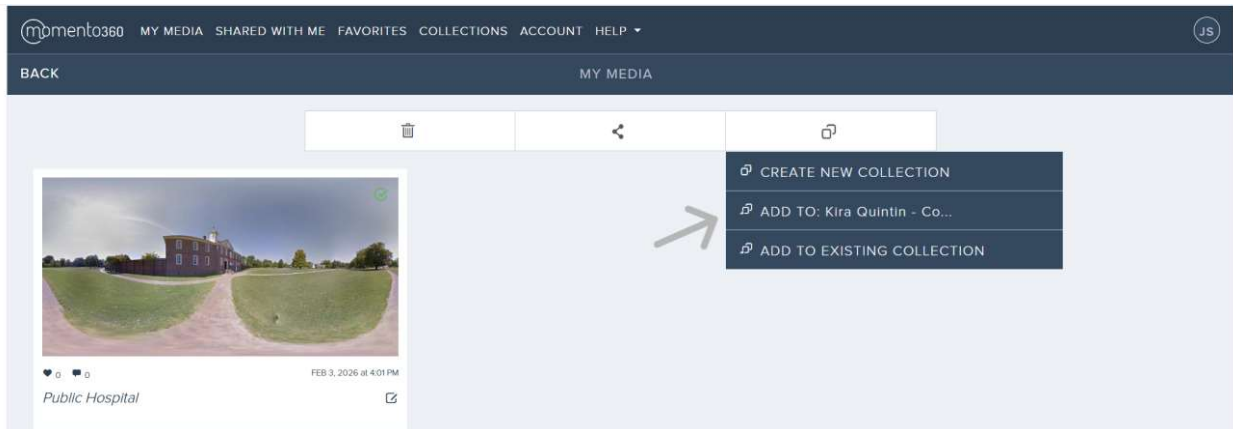 momento360 MY MEDIA SHARED WITH ME FAVORITES COLLECTIONS ACCOUNT HELP JS
BACK MY MEDIA
CREATE NEW COLLECTION
ADD TO: Kira Quintin - Co...
ADD TO EXISTING COLLECTION
0 0 FEB 3, 2026 at 4:01 PM
Public Hospital